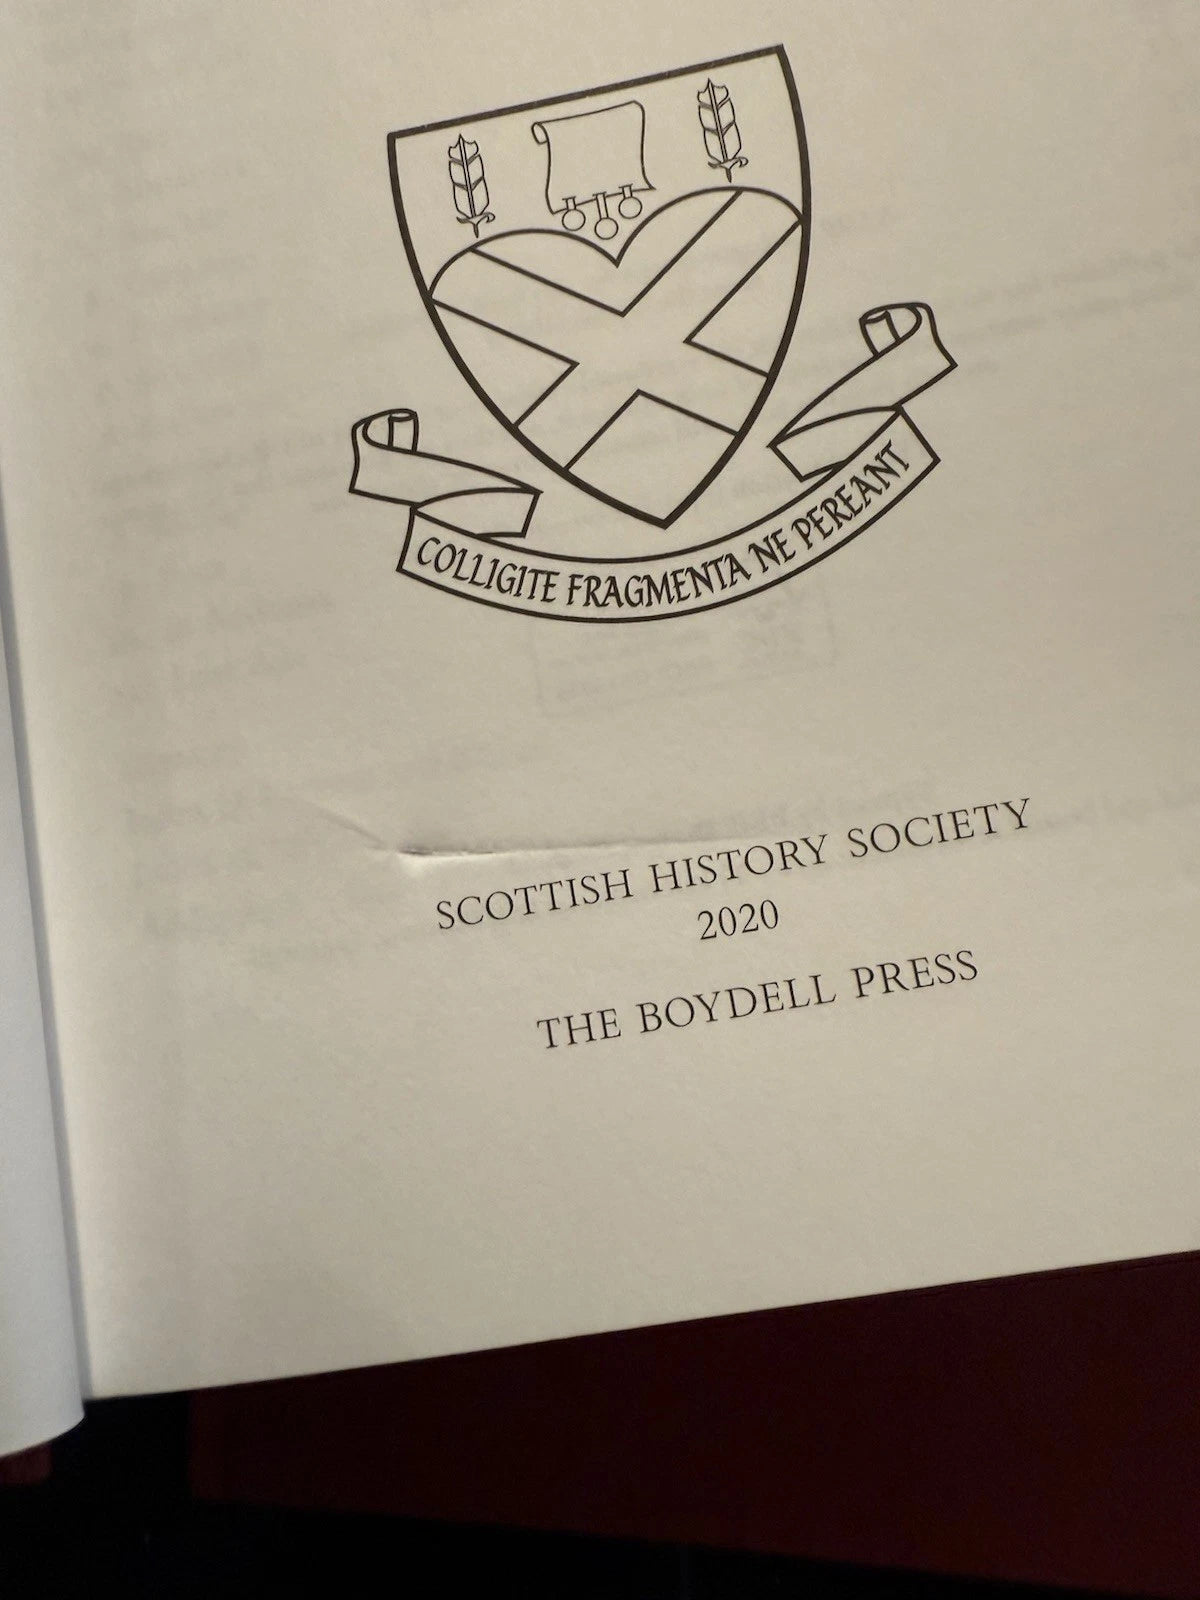 COLLIGITE FRAGMENTA NE PEREANT
SCOTTISH HISTORY SOCIETY
2020
THE BOYDELL PRESS